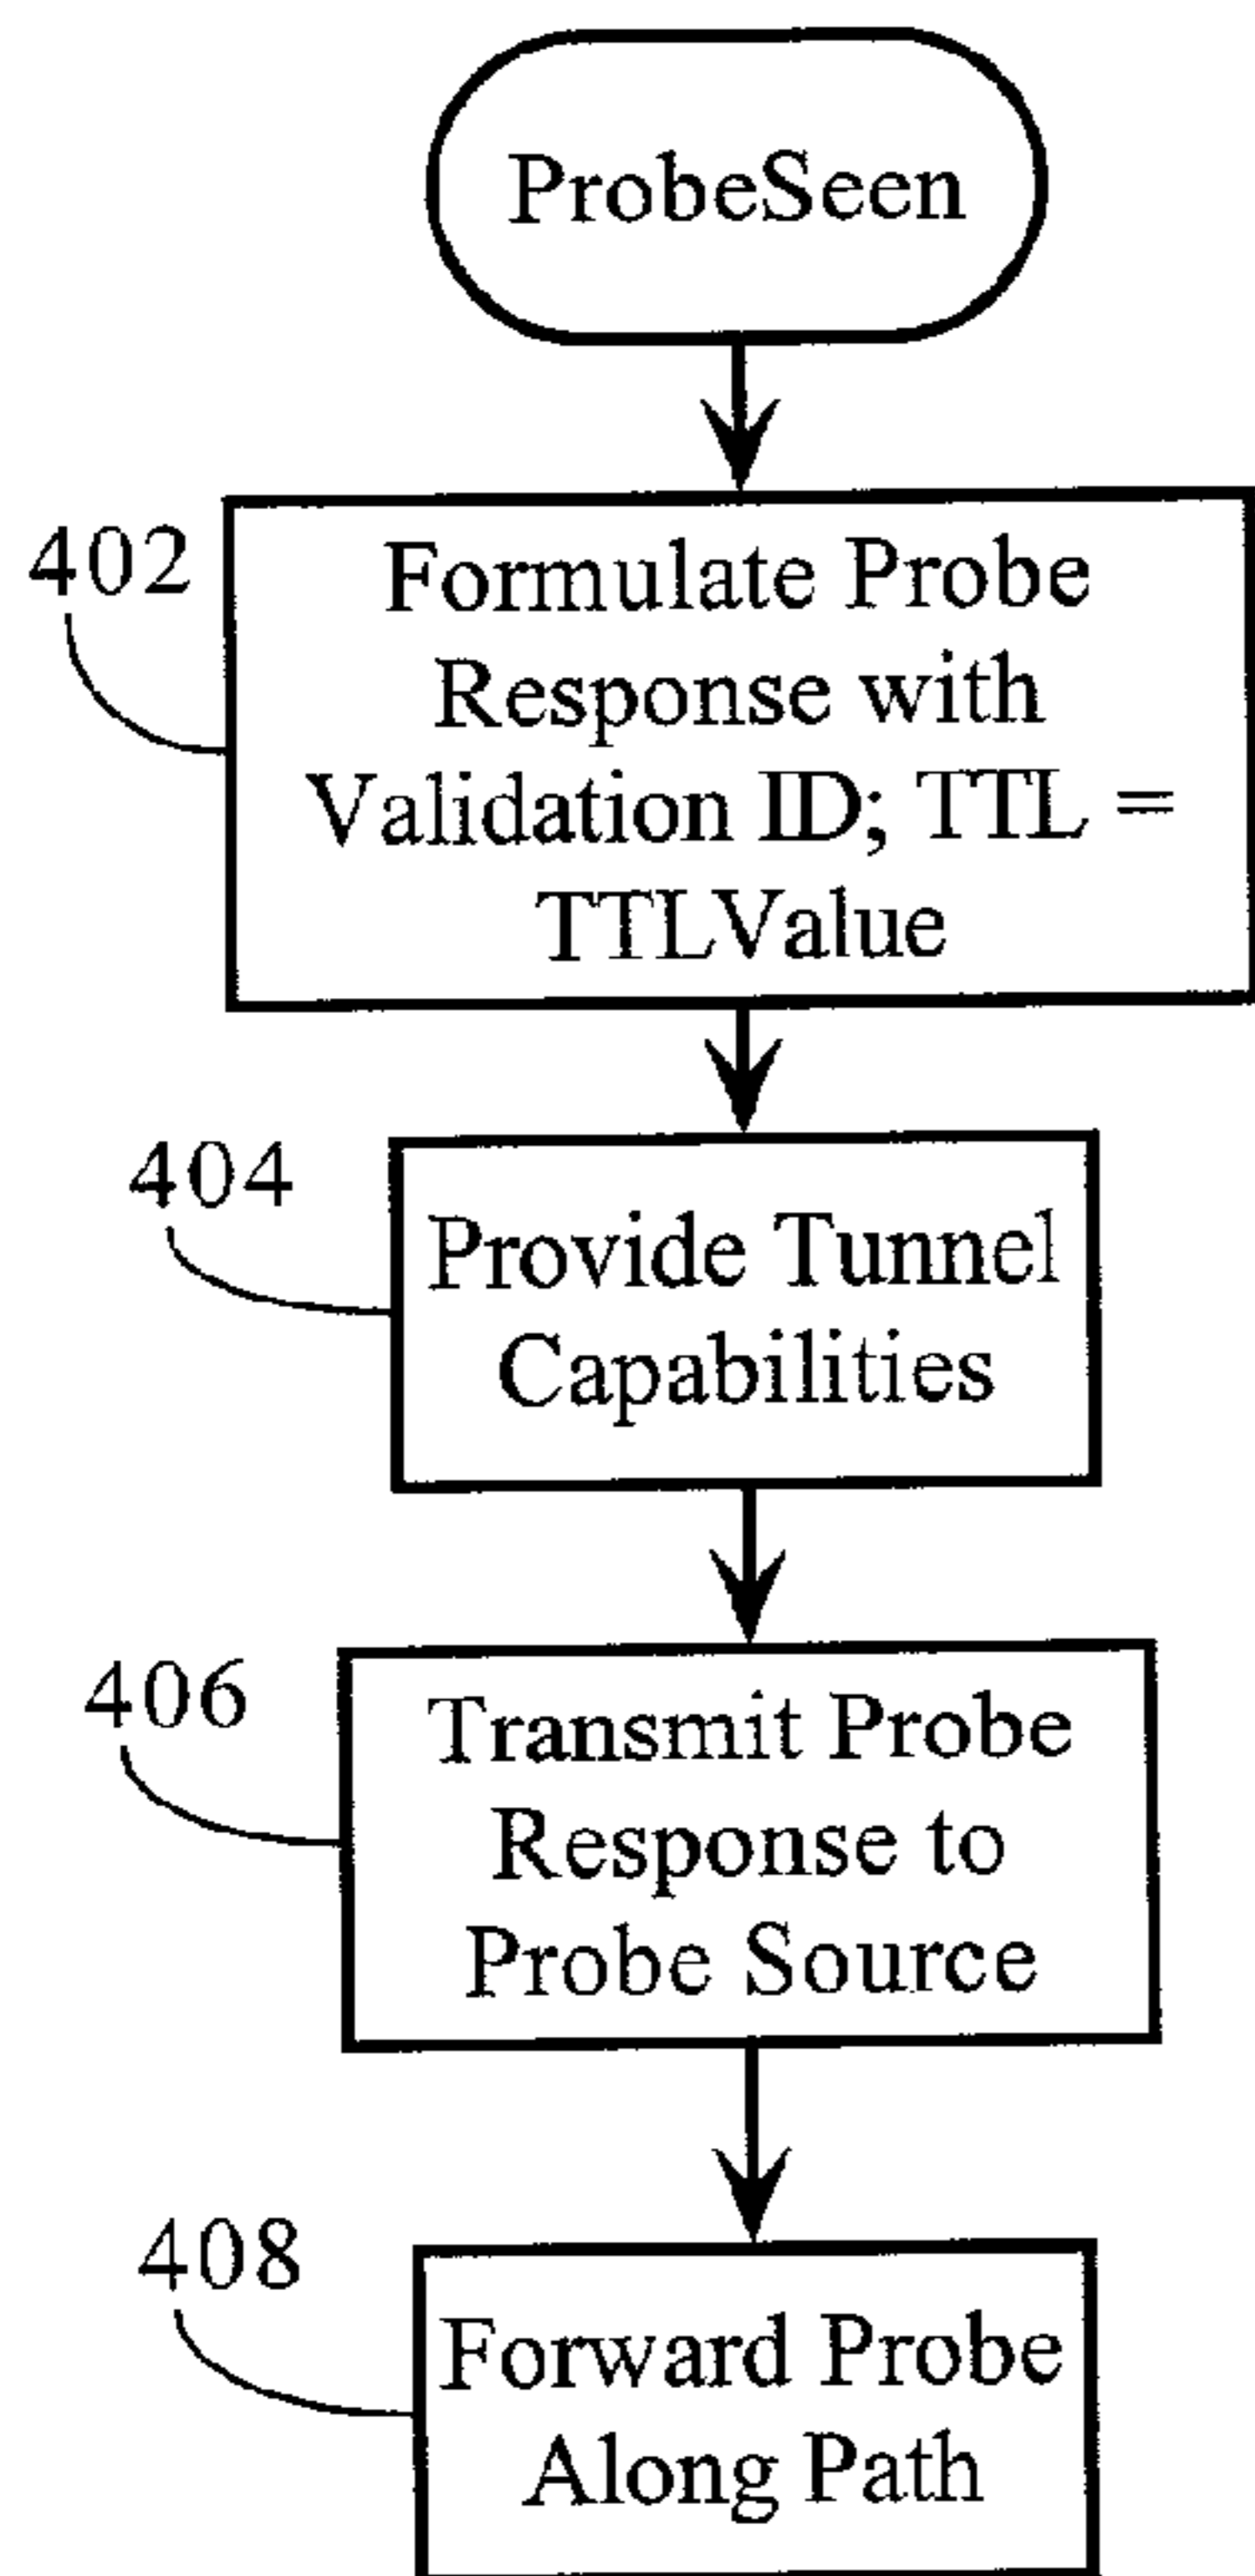 ProbeSeen
402
Formulate Probe
Response with
Validation ID; TTL =
TTLValue
404
Provide Tunnel
Capabilities
406
Transmit Probe
Response to
Probe Source
408
Forward Probe
Along Path